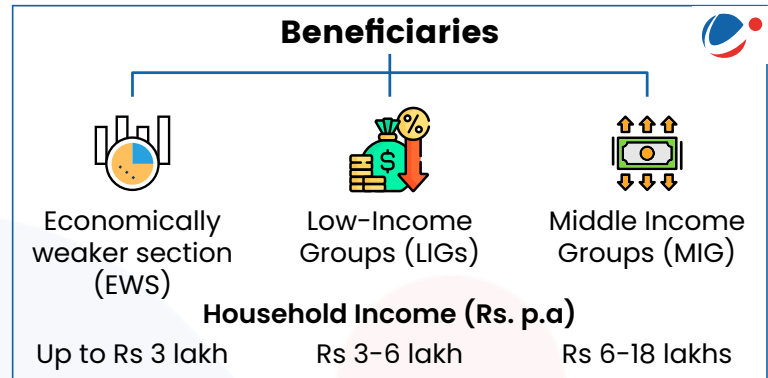 Beneficiaries
Economically
weaker section
(EWS)
Low-Income
Groups (LIGs)
Middle Income
Groups (MIG)
Household Income (Rs. p.a)
Up to Rs 3 lakh
Rs 3-6 lakh
Rs 6-18 lakhs
%
$